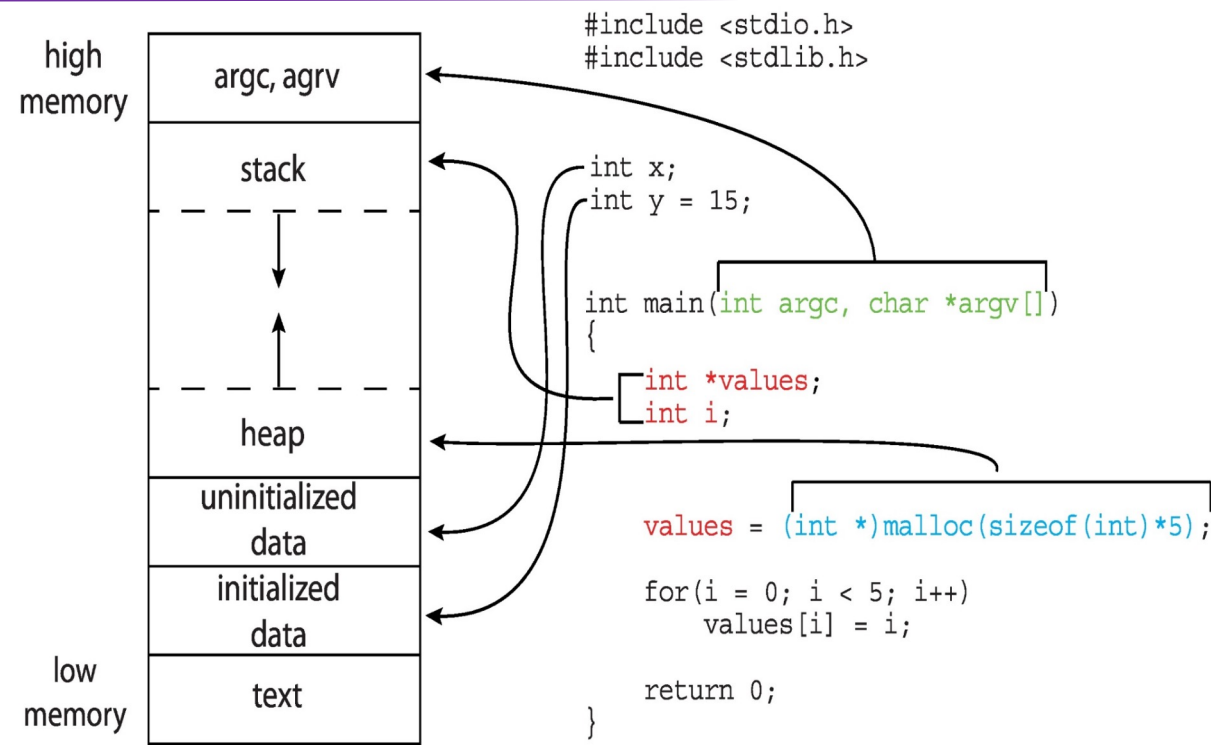 high
memory
argc, agrv
stack
heap
uninitialized
data
initialized
data
low
memory
text
#include <stdio.h>
#include <stdlib.h>
int x;
int y = 15;
int main(int argc, char *argv[])
{
int *values;
int i;
values = (int *)malloc(sizeof(int)*5);
for(i = 0; i < 5; i++)
values[i] = i;
return 0;
}